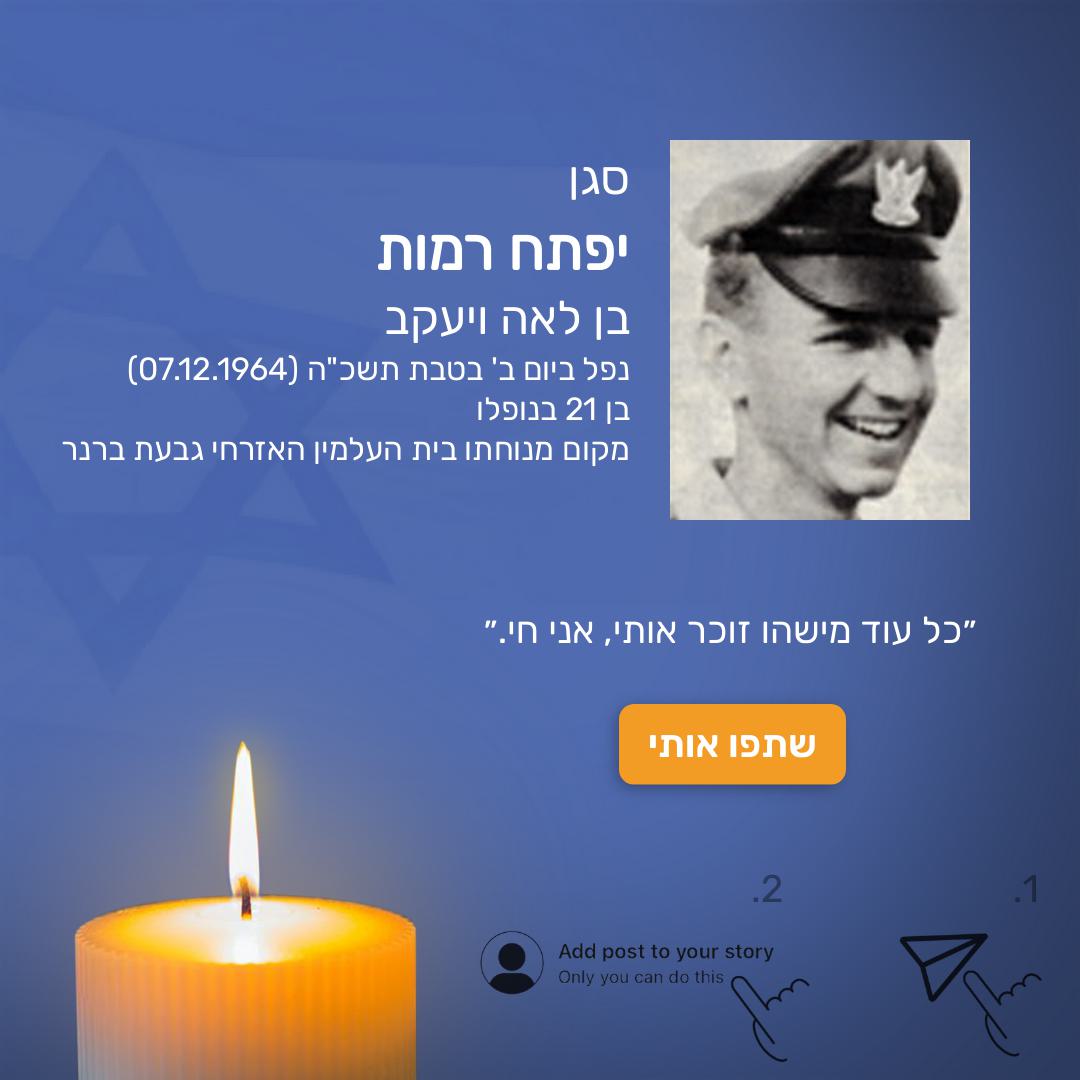 סגן
יפתח רמות
בן לאה ויעקב
נפל ביום ב' בטבת תשכ"ה (07.12.1964)
בן 21 בנופלו
מקום מנוחתו בית העלמין האזרחי גבעת ברנר
״כל עוד מישהו זוכר אותי, אני חי.״
שתפו אותי
1.
2.
Add post to your story
Only you can do this